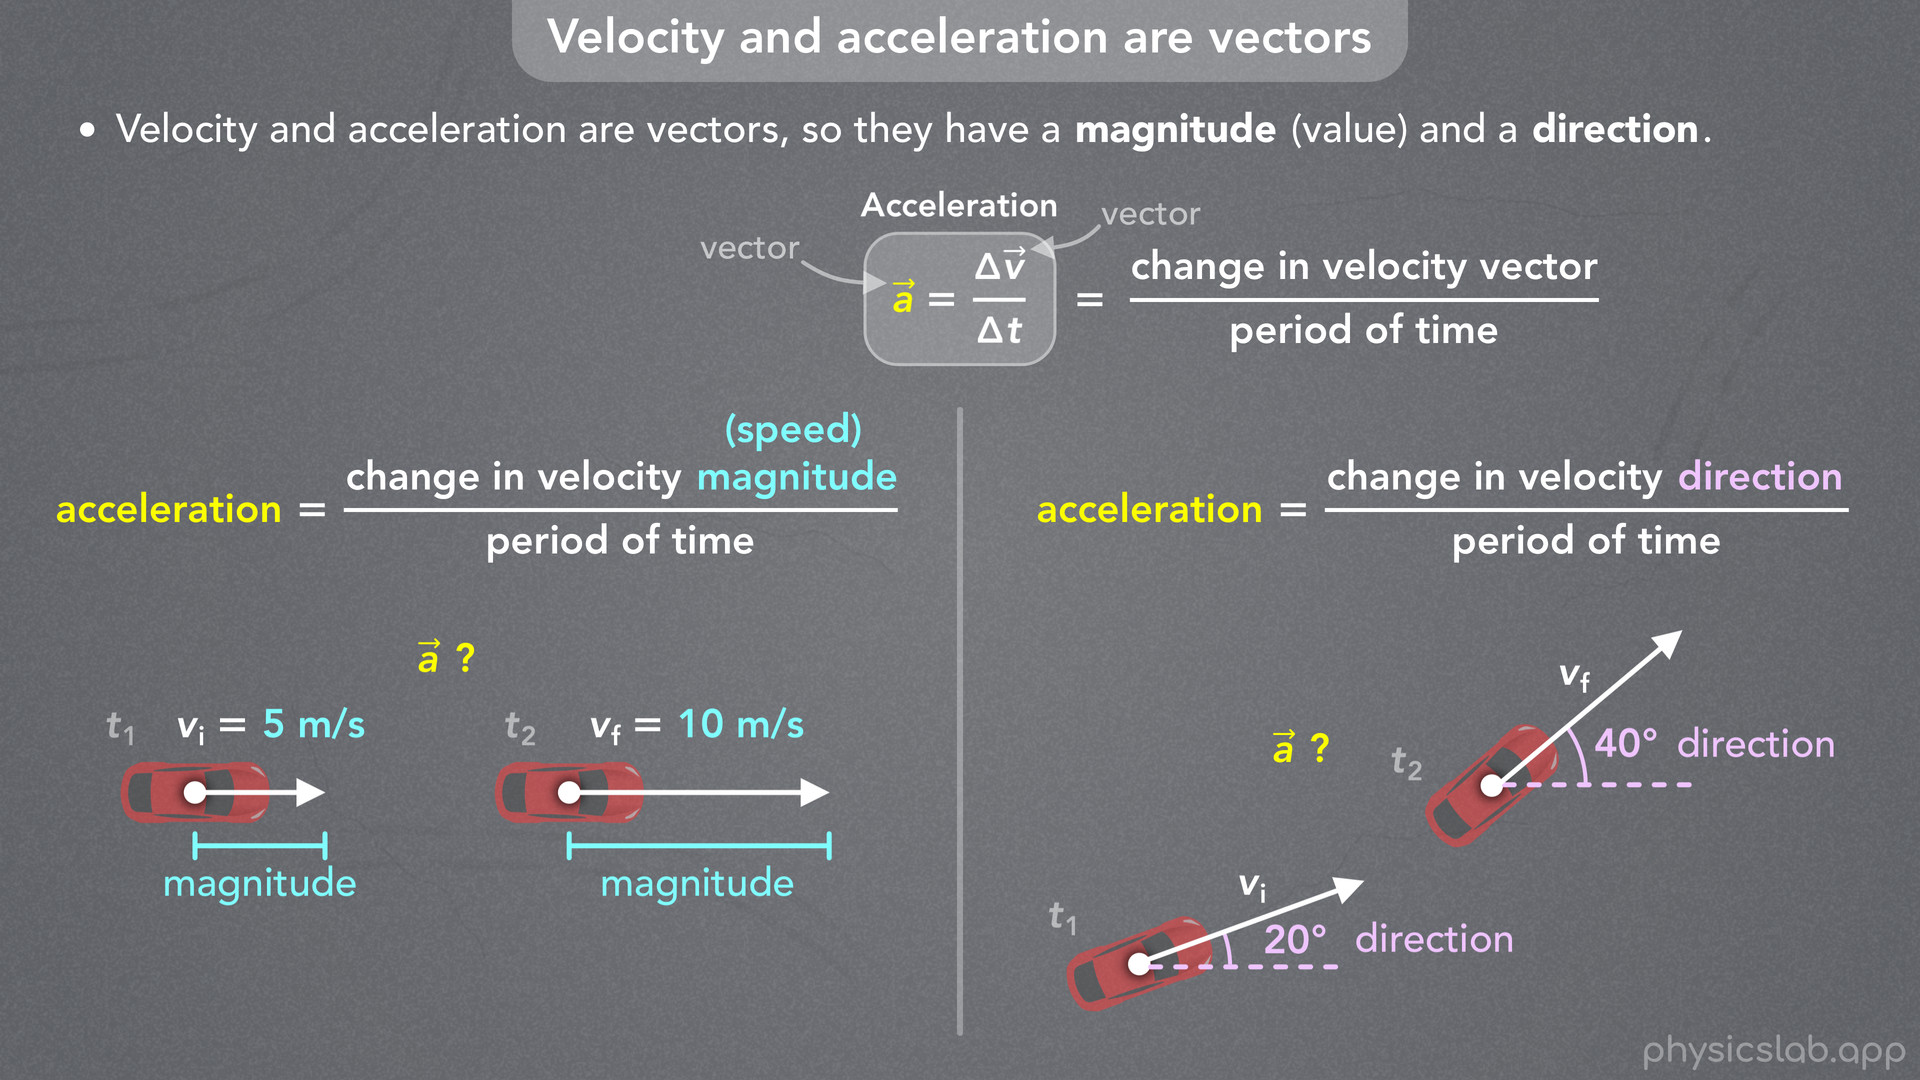 Velocity and acceleration are vectors
• Velocity and acceleration are vectors, so they have a magnitude (value) and a direction.
Acceleration
vector
vector
a⃗ = Δv⃗ / Δt = change in velocity vector / period of time
(speed)
acceleration = change in velocity magnitude / period of time
a⃗ ?
t₁ vᵢ = 5 m/s
t₂ v_f = 10 m/s
magnitude
magnitude
acceleration = change in velocity direction / period of time
v_f
a⃗ ?
t₂
40° direction
vᵢ
t₁
20° direction
physicslab.app